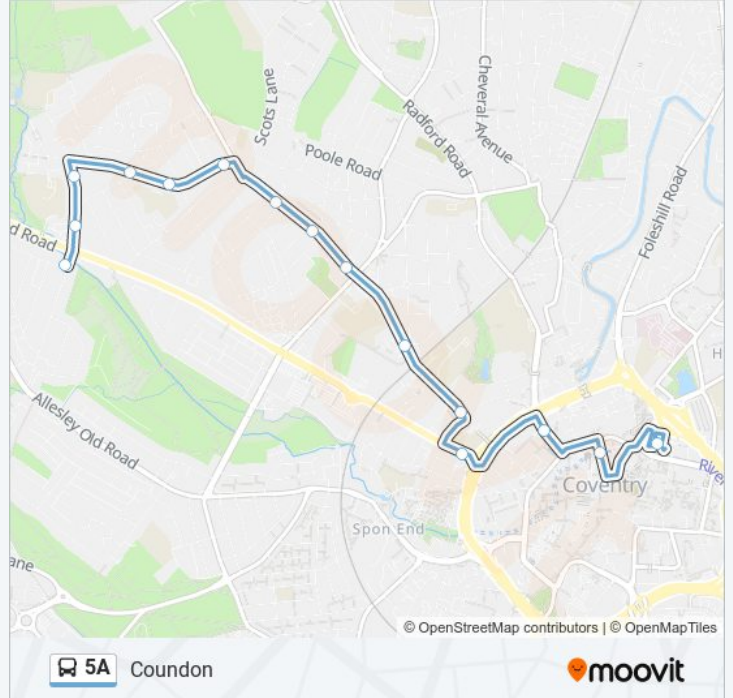 Scots Lane
Cheveral Avenue
Radford Road
Poole Road
Foleshill Road
d Road
H
Allesley Old Road
River
Coventry
Spon End
ane
© OpenStreetMap contributors | © OpenMapTiles
5A Coundon
moovit